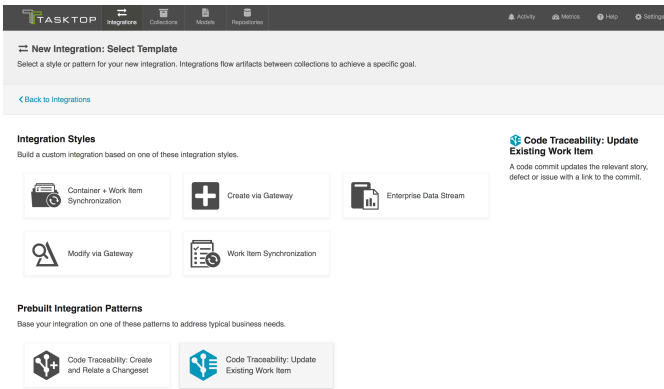 TASKTOP
Integrations
Collections
Models
Repositories
Activity
Metrics
Help
Settings
New Integration: Select Template
Select a style or pattern for your new integration. Integrations flow artifacts between collections to achieve a specific goal.
Back to Integrations
Integration Styles
Build a custom integration based on one of these integration styles.
Container + Work Item
Synchronization
Create via Gateway
Enterprise Data Stream
Modify via Gateway
Work Item Synchronization
Prebuilt Integration Patterns
Base your integration on one of these patterns to address typical business needs.
Code Traceability: Create
and Relate a Changeset
Code Traceability: Update
Existing Work Item
Code Traceability: Update
Existing Work Item
A code commit updates the relevant story,
defect or issue with a link to the commit.